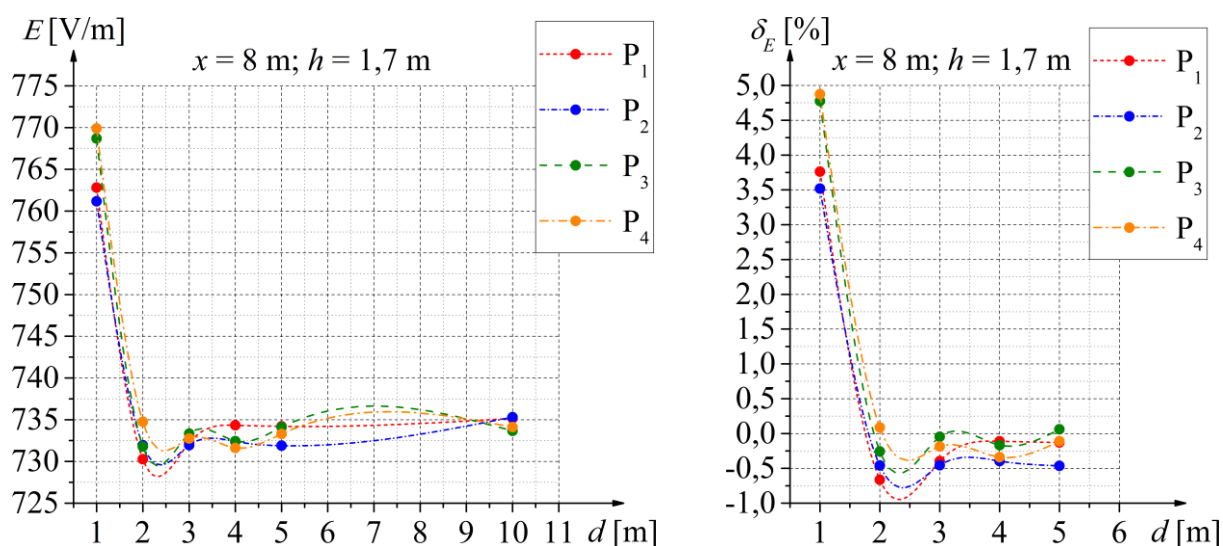 E [V/m]
x = 8 m; h = 1,7 m
P₁
P₂
P₃
P₄
775
770
765
760
755
750
745
740
735
730
725
1 2 3 4 5 6 7 8 9 10 11 d [m]
δ_E [%]
x = 8 m; h = 1,7 m
P₁
P₂
P₃
P₄
5,0
4,5
4,0
3,5
3,0
2,5
2,0
1,5
1,0
0,5
0,0
-0,5
-1,0
1 2 3 4 5 6 d [m]